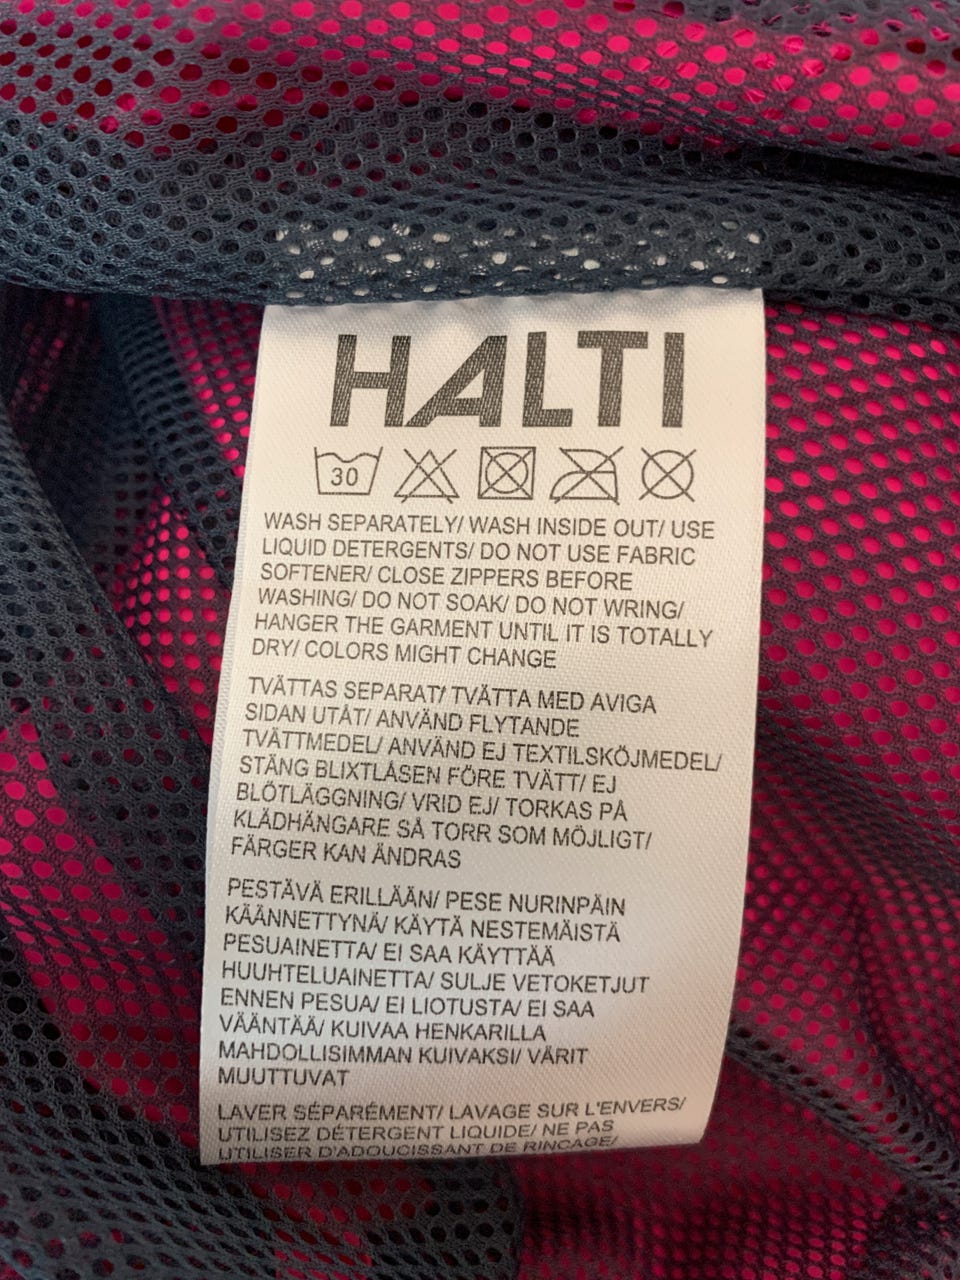 HALTI
30
WASH SEPARATELY/ WASH INSIDE OUT/ USE
LIQUID DETERGENTS/ DO NOT USE FABRIC
SOFTENER/ CLOSE ZIPPERS BEFORE
WASHING/ DO NOT SOAK/ DO NOT WRING/
HANGER THE GARMENT UNTIL IT IS TOTALLY
DRY/ COLORS MIGHT CHANGE
TVÄTTAS SEPARAT/ TVÄTTA MED AVIGA
SIDAN UTÅT/ ANVÄND FLYTANDE
TVÄTTMEDEL/ ANVÄND EJ TEXTILSKÖJMEDEL/
STÄNG BLIXTLÅSEN FÖRE TVÄTT/ EJ
BLÖTLÄGGNING/ VRID EJ/ TORKAS PÅ
KLÄDHÄNGARE SÅ TORR SOM MÖJLIGT/
FÄRGER KAN ÄNDRAS
PESTÄVÄ ERILLÄÄN/ PESE NURINPÄIN
KÄÄNNETTYNÄ/ KÄYTÄ NESTEMÄISTÄ
PESUAINETTA/ EI SAA KÄYTTÄÄ
HUUHTELUAINETTA/ SULJE VETOKETJUT
ENNEN PESUA/ EI LIOTUSTA/ EI SAA
VÄÄNTÄÄ/ KUIVAA HENKARILLA
MAHDOLLISIMMAN KUIVAKSI/ VÄRIT
MUUTTUVAT
LAVER SÉPARÉMENT/ LAVAGE SUR L'ENVERS/
UTILISEZ DÉTERGENT LIQUIDE/ NE PAS
UTILISER D'ADOUCISSANT DE RINCAGE/